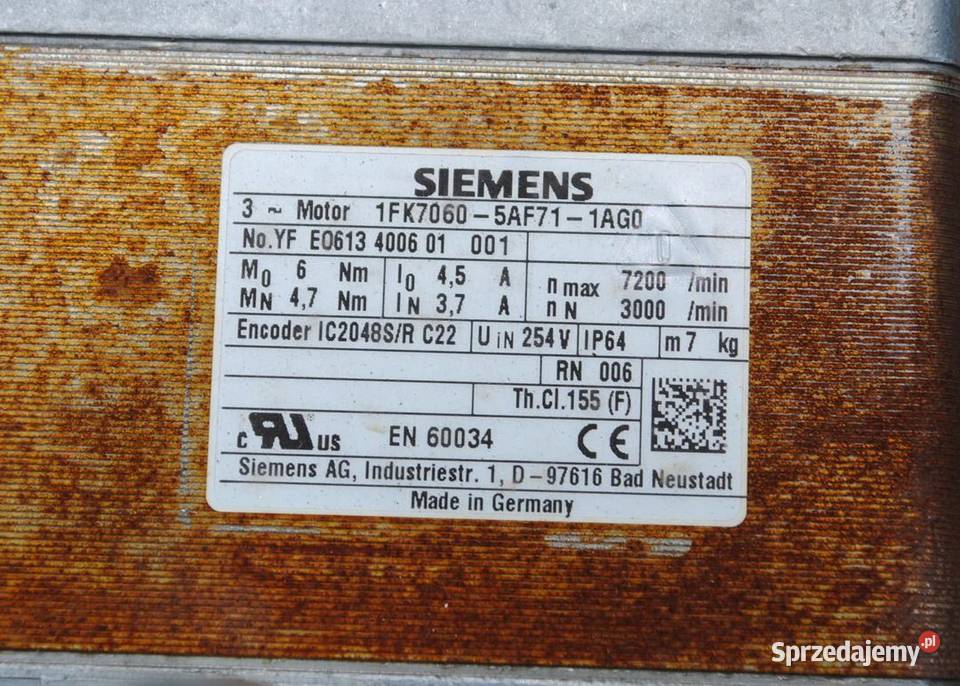 SIEMENS
3 ~ Motor 1FK7060-5AF71-1AG0
No.YF E0613 4006 01 001
M0 6 Nm I0 4,5 A n max 7200 /min
MN 4,7 Nm IN 3,7 A n N 3000 /min
Encoder IC2048S/R C22 U IN 254 V IP64 m 7 kg
RN 006
Th.Cl.155 (F)
c RU us EN 60034 CE
Siemens AG, Industriestr. 1, D-97616 Bad Neustadt
Made in Germany
Sprzedajemy.pl